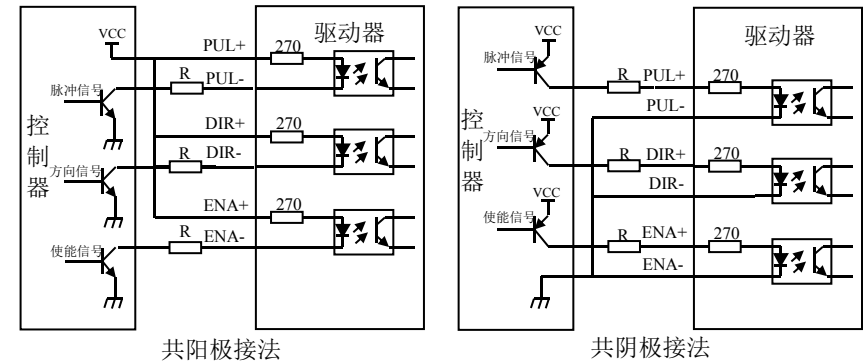 VCC
驱动器
PUL+
270
R
PUL-
脉冲信号
控制器
DIR+
270
R
DIR-
方向信号
ENA+
270
R
ENA-
使能信号
共阳极接法
VCC
驱动器
脉冲信号
R
PUL+
270
PUL-
VCC
控制器
方向信号
R
DIR+
270
DIR-
VCC
使能信号
R
ENA+
270
ENA-
共阴极接法